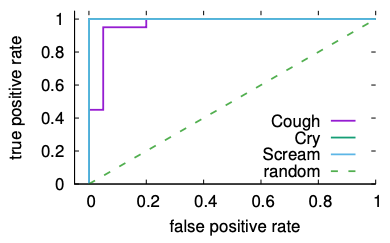 true positive rate
1
0.8
0.6
0.4
0.2
0
Cough
Cry
Scream
random
0 0.2 0.4 0.6 0.8 1
false positive rate